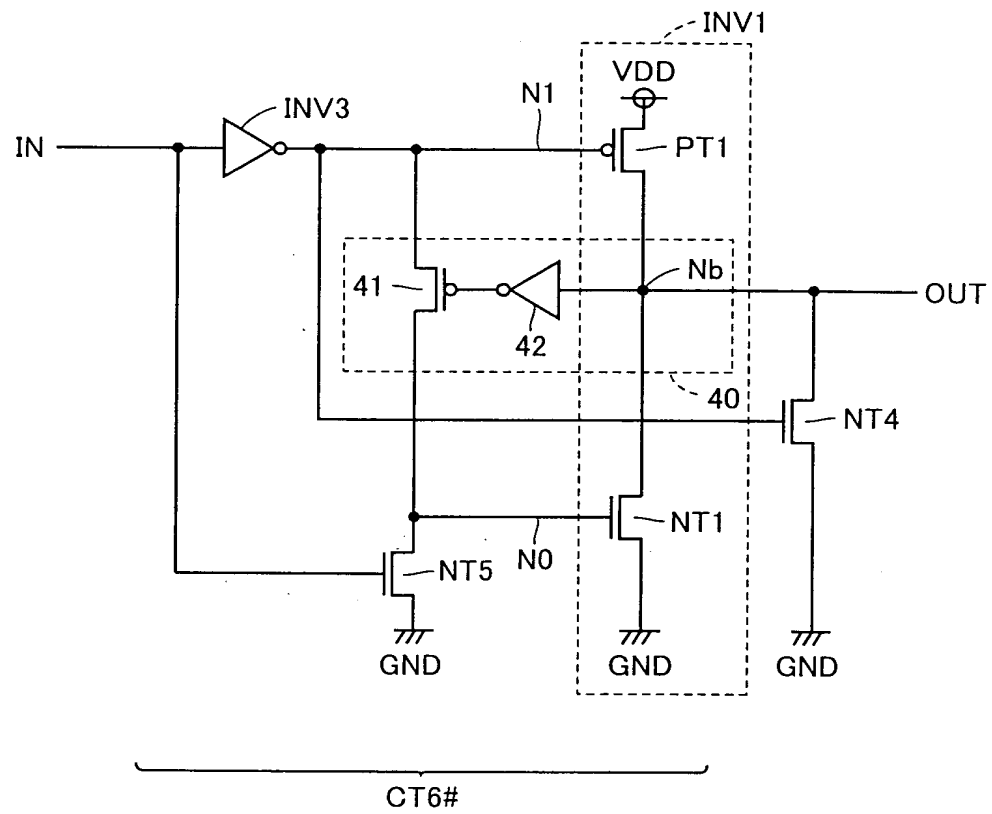 INV1
VDD
N1
INV3
IN
PT1
Nb
41
OUT
42
40
NT4
NT1
N0
NT5
GND
GND
GND
CT6#